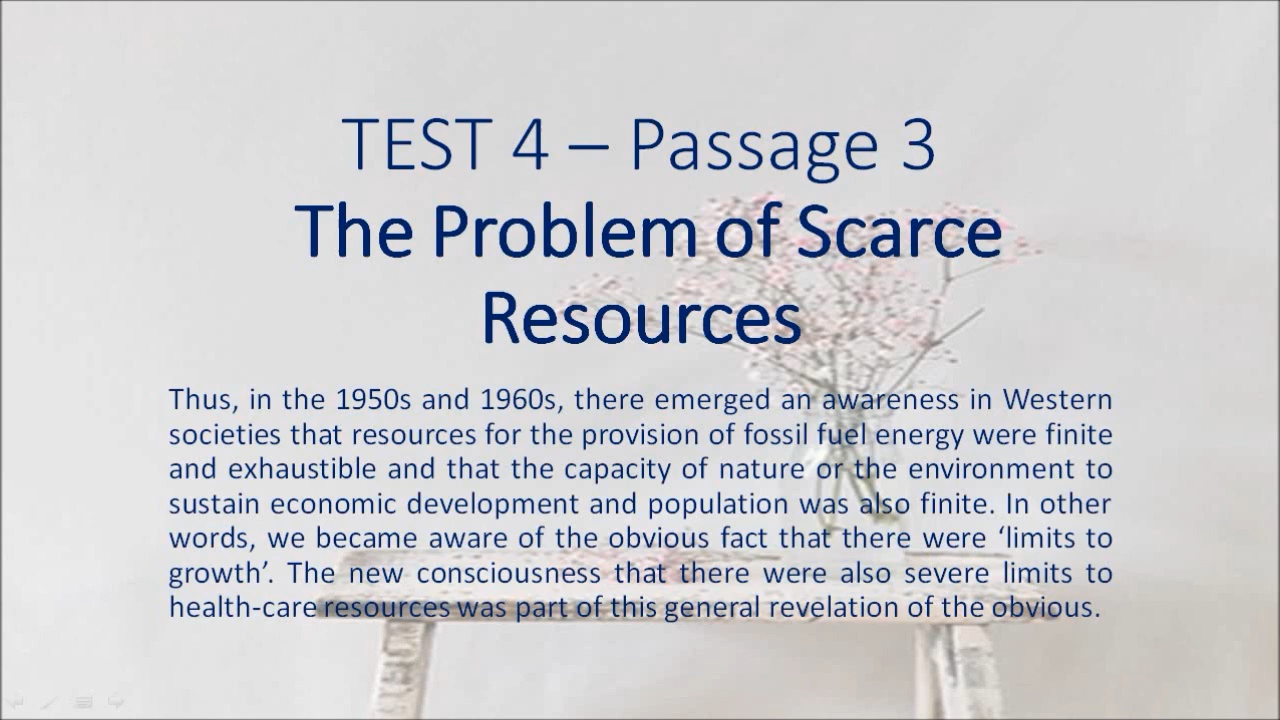 TEST 4 – Passage 3
The Problem of Scarce
Resources
Thus, in the 1950s and 1960s, there emerged an awareness in Western
societies that resources for the provision of fossil fuel energy were finite
and exhaustible and that the capacity of nature or the environment to
sustain economic development and population was also finite. In other
words, we became aware of the obvious fact that there were ‘limits to
growth’. The new consciousness that there were also severe limits to
health-care resources was part of this general revelation of the obvious.